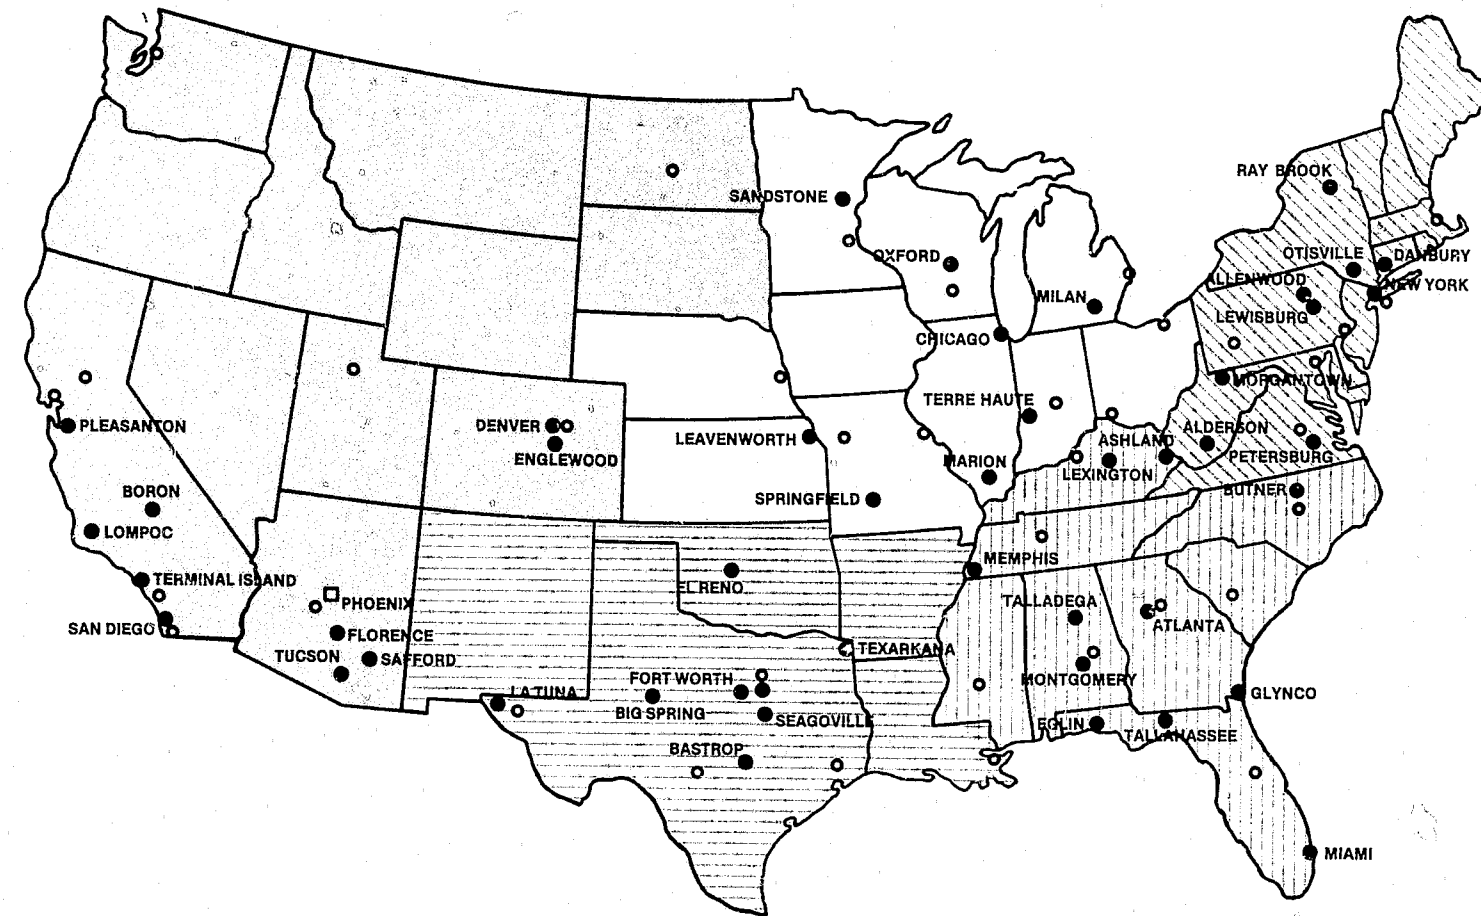 RAY BROOK
SANDSTONE
OXFORD
OTISVILLE
DANBURY
ALLENWOOD
NEW YORK
MILAN
LEWISBURG
CHICAGO
MORGANTOWN
TERRE HAUTE
PLEASANTON
DENVER
LEAVENWORTH
ASHLAND
ALDERSON
ENGLEWOOD
MARION
LEXINGTON
PETERSBURG
BORON
SPRINGFIELD
BUTNER
LOMPOC
MEMPHIS
TERMINAL ISLAND
EL RENO
PHOENIX
TALLADEGA
SAN DIEGO
ATLANTA
FLORENCE
TEXARKANA
TUCSON
SAFFORD
FORT WORTH
MONTGOMERY
LA TUNA
GLYNCO
BIG SPRING
SEAGOVILLE
EGLIN
TALLAHASSEE
BASTROP
MIAMI